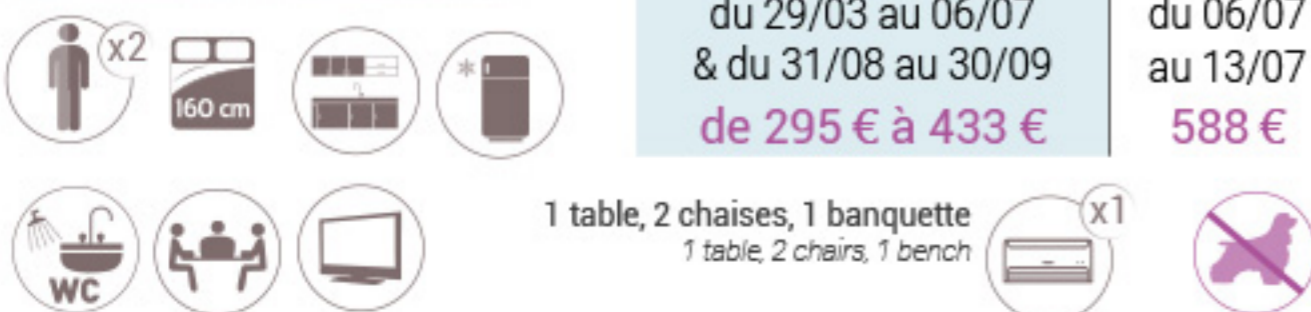 x2
160 cm
*
du 29/03 au 06/07
& du 31/08 au 30/09
de 295 € à 433 €
du 06/07
au 13/07
588 €
WC
1 table, 2 chaises, 1 banquette
1 table, 2 chairs, 1 bench
x1